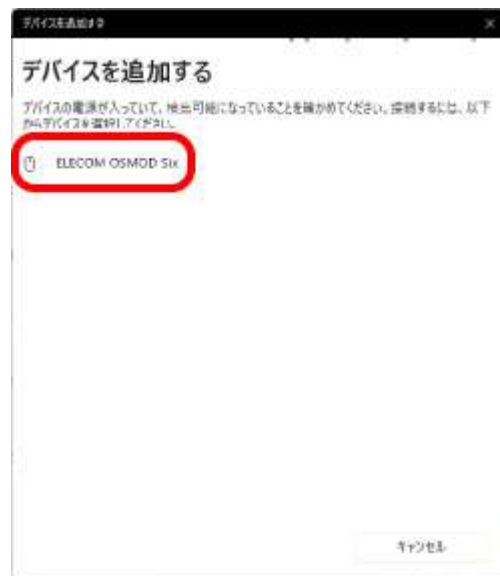 デバイスを追加する
デバイスを追加する
デバイスの電源が入っていて、検出可能になっていることを確かめてください。接続するには、以下
からデバイスを選択してください。
ELECOM OSMOD Six
キャンセル